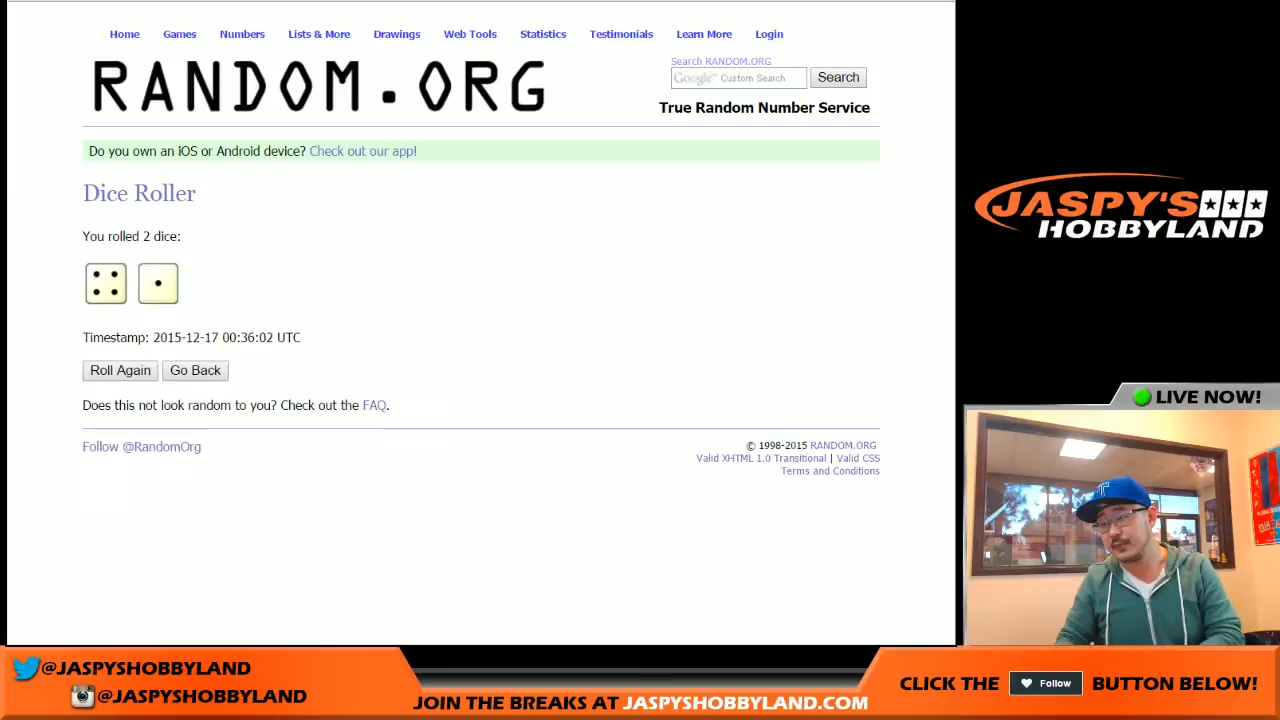 Home Games Numbers Lists & More Drawings Web Tools Statistics Testimonials Learn More Login
RANDOM.ORG
Search RANDOM.ORG
Google™ Custom Search Search
True Random Number Service
Do you own an iOS or Android device? Check out our app!
Dice Roller
You rolled 2 dice:
Timestamp: 2015-12-17 00:36:02 UTC
Roll Again Go Back
Does this not look random to you? Check out the FAQ.
Follow @RandomOrg
© 1998-2015 RANDOM.ORG
Valid XHTML 1.0 Transitional | Valid CSS
Terms and Conditions
JASPY'S
HOBBYLAND
LIVE NOW!
@JASPYSHOBBYLAND
@JASPYSHOBBYLAND
JOIN THE BREAKS AT JASPYSHOBBYLAND.COM
CLICK THE Follow BUTTON BELOW!